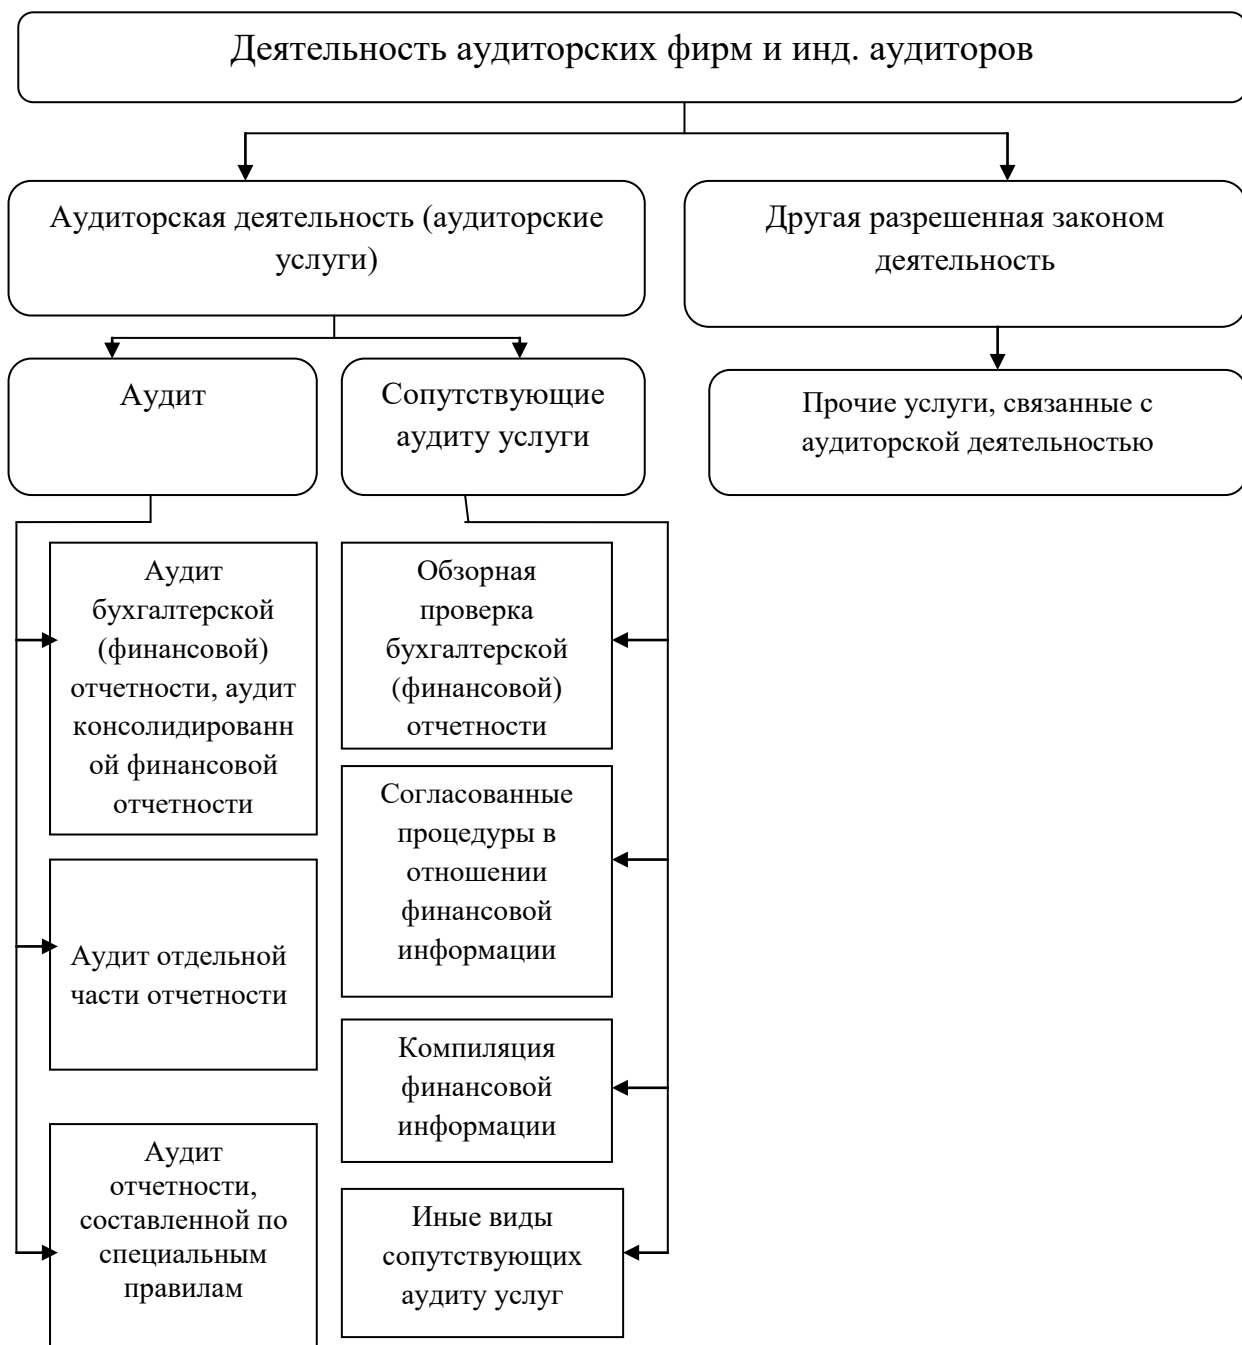 Деятельность аудиторских фирм и инд. аудиторов
Аудиторская деятельность (аудиторские
услуги)
Другая разрешенная законом
деятельность
Аудит
Сопутствующие
аудиту услуги
Прочие услуги, связанные с
аудиторской деятельностью
Аудит
бухгалтерской
(финансовой)
отчетности, аудит
консолидированн
ой финансовой
отчетности
Аудит отдельной
части отчетности
Аудит
отчетности,
составленной по
специальным
правилам
Обзорная
проверка
бухгалтерской
(финансовой)
отчетности
Согласованные
процедуры в
отношении
финансовой
информации
Компиляция
финансовой
информации
Иные виды
сопутствующих
аудиту услуг